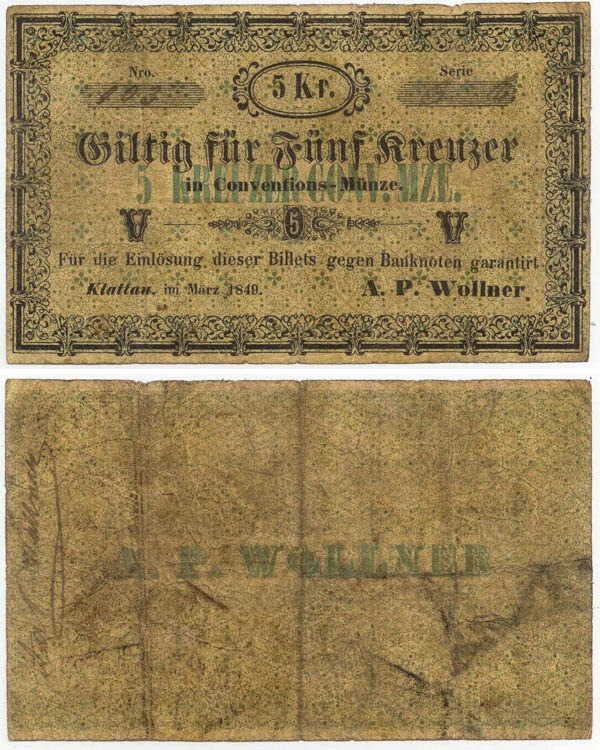 Nro. Serie
5 Kr.
Giltig für Fünf Kreuzer
5 KREUZER CONV. MZE.
in Conventions-Münze.
V 5 V
Für die Einlösung dieser Billets gegen Banknoten garantirt
Klattau, im März 1849. A. P. Wollner.
A. P. WOLLNER